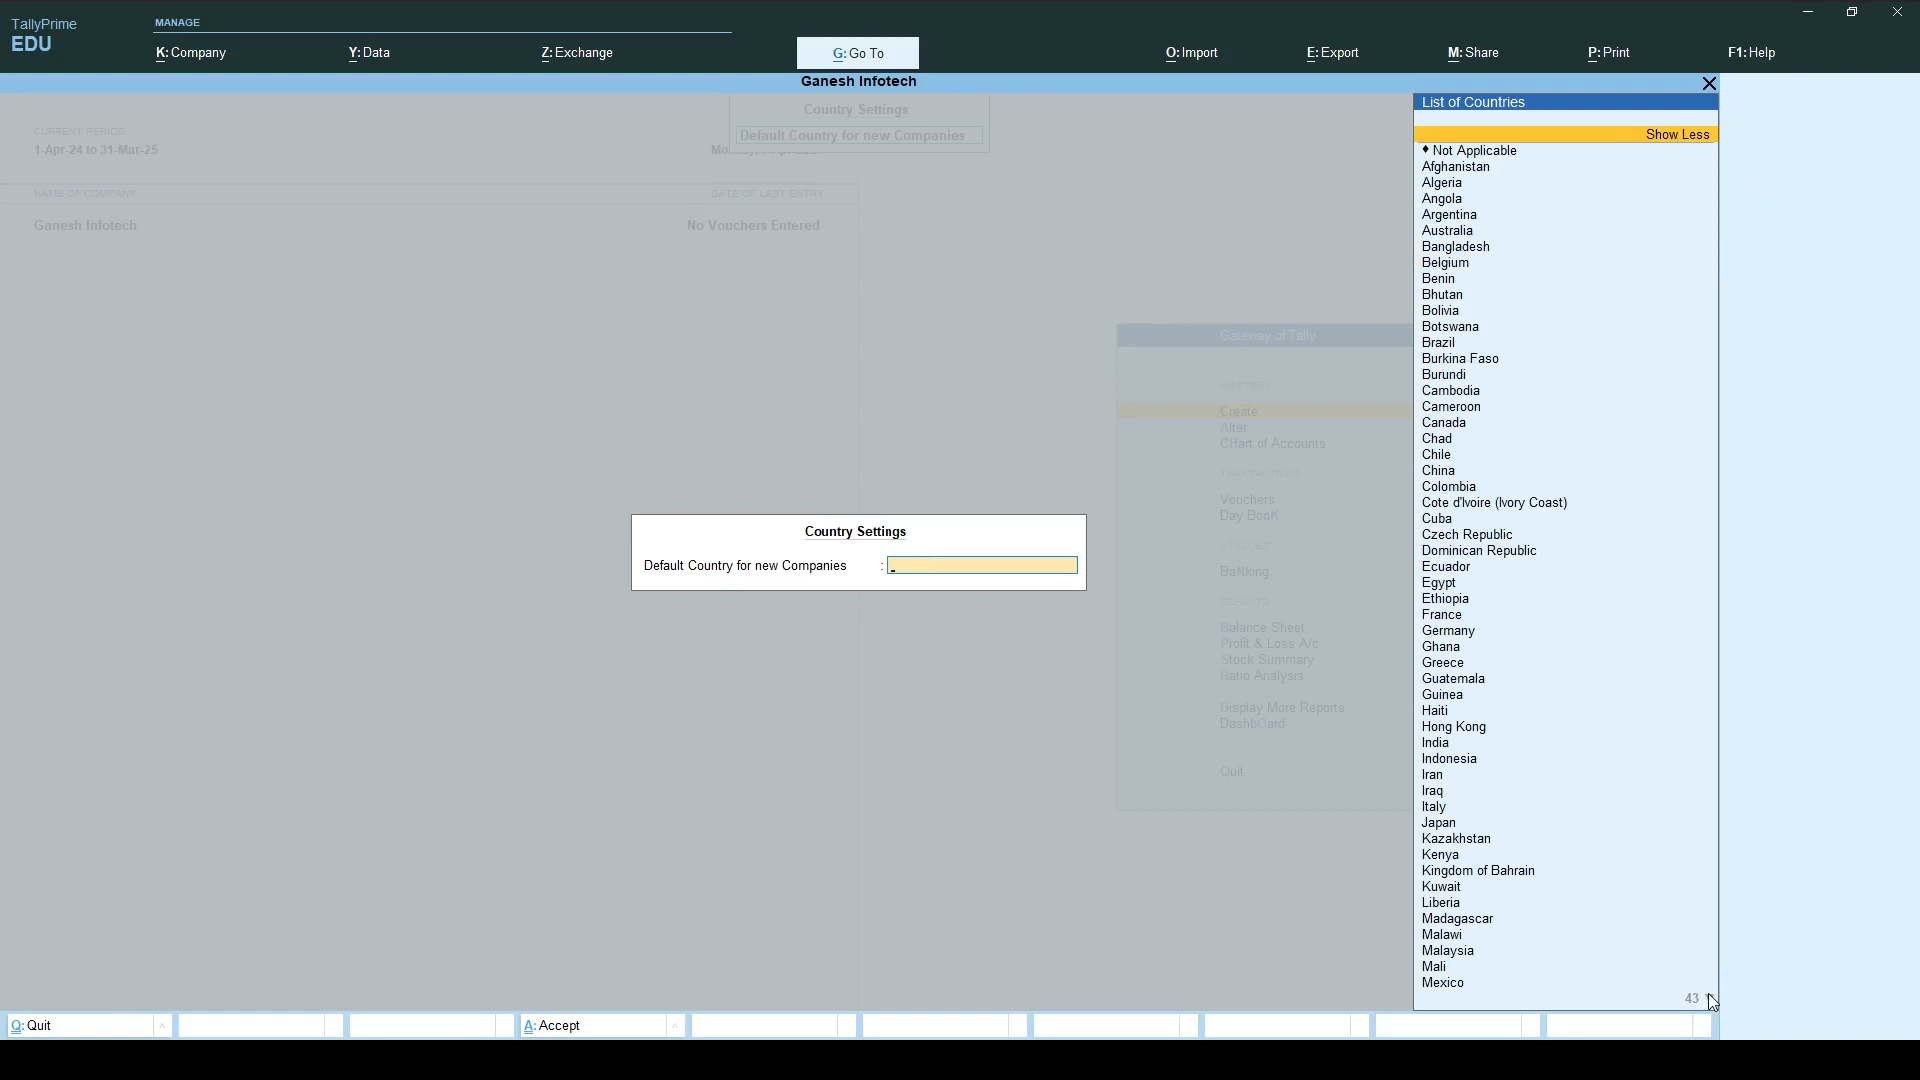 TallyPrime
EDU
MANAGE
K: Company
Y: Data
Z: Exchange
G: Go To
O: Import
E: Export
M: Share
P: Print
F1: Help
Ganesh Infotech
Country Settings
Default Country for new Companies
CURRENT PERIOD
1-Apr-24 to 31-Mar-25
NAME OF COMPANY
DATE OF LAST ENTRY
Ganesh Infotech
No Vouchers Entered
Gateway of Tally
MASTERS
Create
Alter
CHart of Accounts
TRANSACTIONS
Vouchers
Day BooK
UTILITIES
BaNking
REPORTS
Balance Sheet
Profit & Loss A/c
Stock Summary
Ratio Analysis
Display More Reports
DashbOard
Quit
Country Settings
Default Country for new Companies :
List of Countries
Show Less
♦ Not Applicable
Afghanistan
Algeria
Angola
Argentina
Australia
Bangladesh
Belgium
Benin
Bhutan
Bolivia
Botswana
Brazil
Burkina Faso
Burundi
Cambodia
Cameroon
Canada
Chad
Chile
China
Colombia
Cote d'Ivoire (Ivory Coast)
Cuba
Czech Republic
Dominican Republic
Ecuador
Egypt
Ethiopia
France
Germany
Ghana
Greece
Guatemala
Guinea
Haiti
Hong Kong
India
Indonesia
Iran
Iraq
Italy
Japan
Kazakhstan
Kenya
Kingdom of Bahrain
Kuwait
Liberia
Madagascar
Malawi
Malaysia
Mali
Mexico
43
Q: Quit
A: Accept